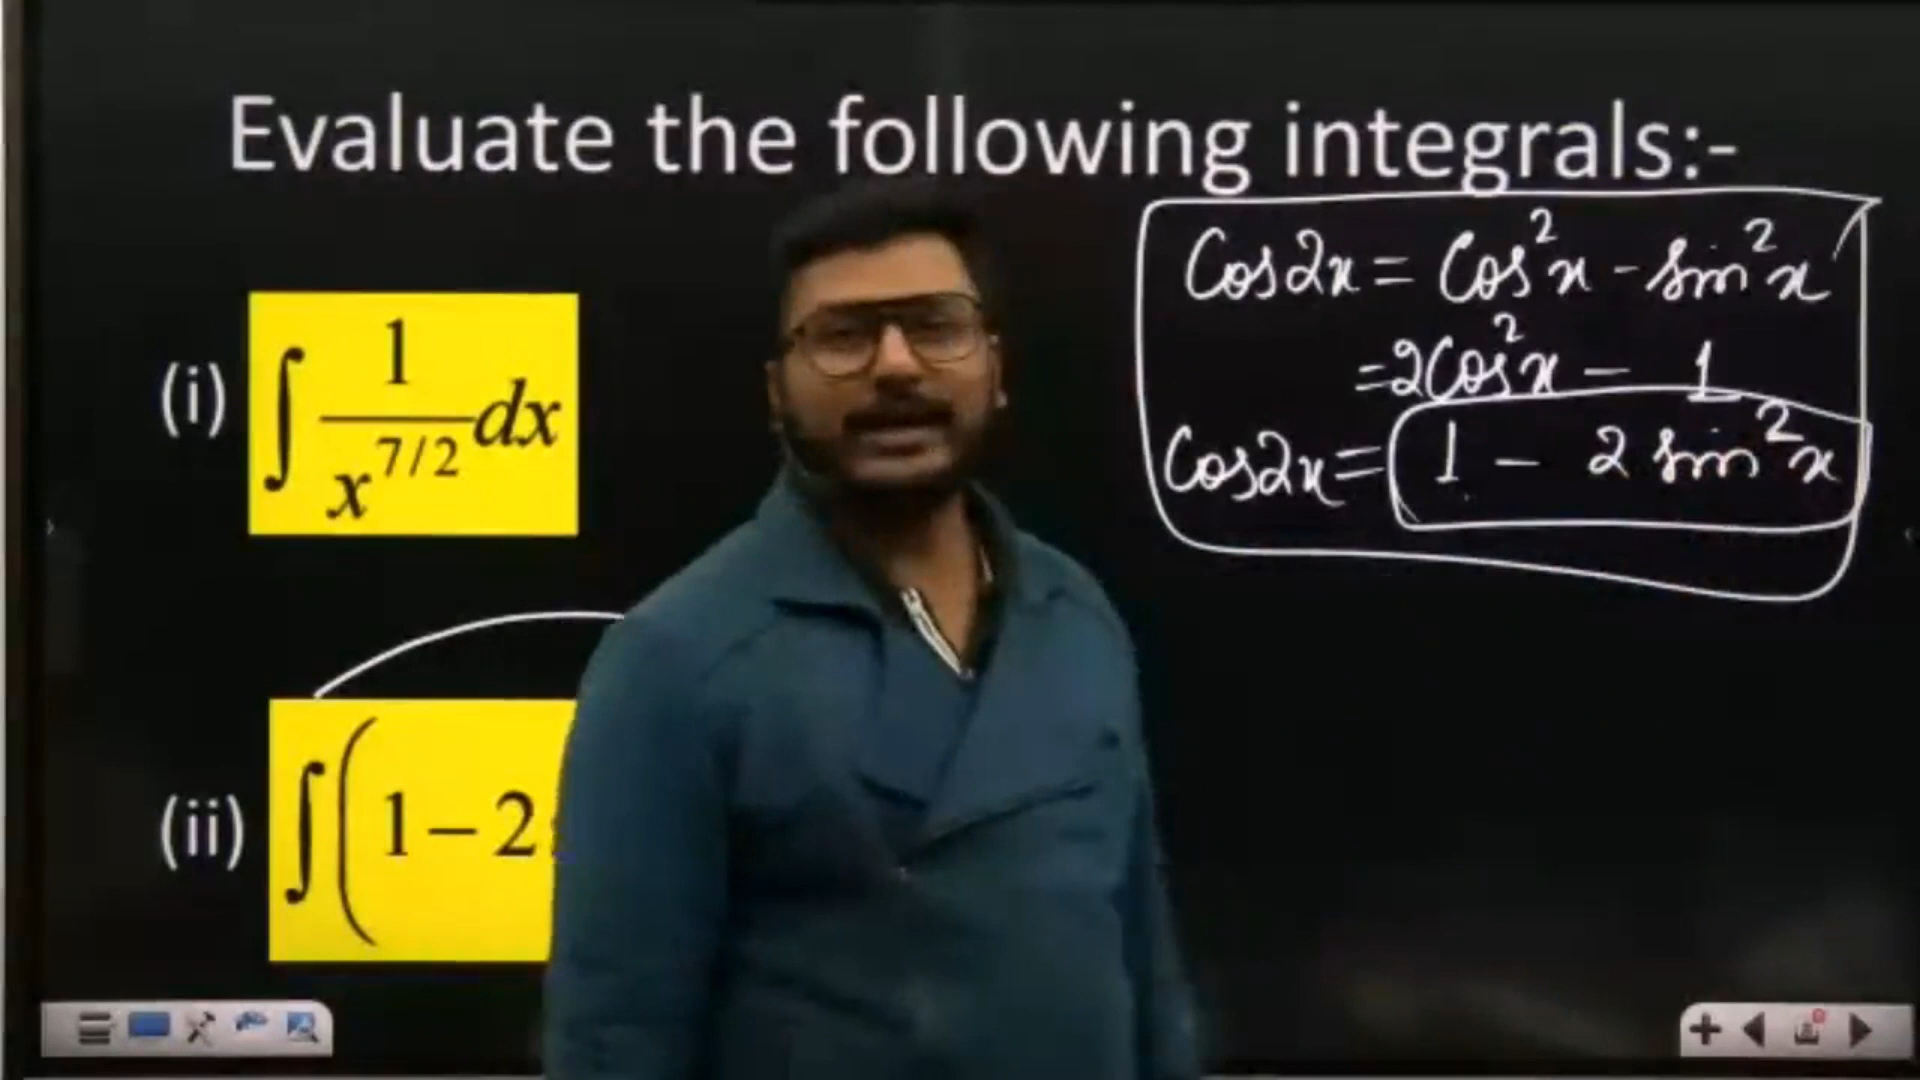 Evaluate the following integrals:-
Cos2x = Cos²x - sin²x
=2Cos²x - 1
Cos2x = 1 - 2 sin²x
(i) ∫ 1/x^7/2 dx
(ii) ∫(1-2